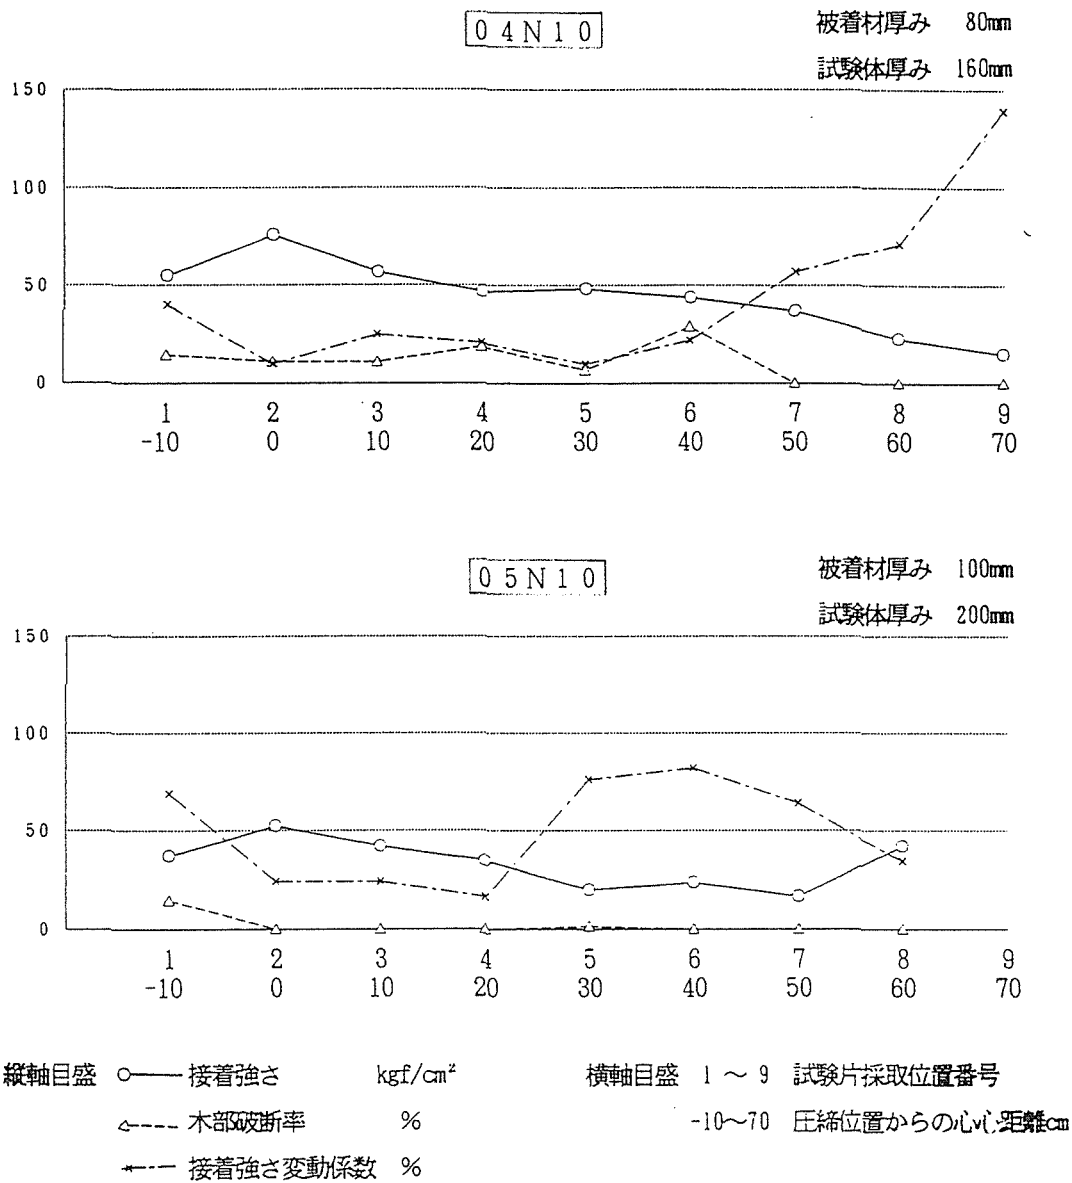 04N10
被着材厚み 80mm
試験体厚み 160mm
150
100
50
0
1 2 3 4 5 6 7 8 9
-10 0 10 20 30 40 50 60 70
05N10
被着材厚み 100mm
試験体厚み 200mm
150
100
50
0
1 2 3 4 5 6 7 8 9
-10 0 10 20 30 40 50 60 70
縦軸目盛 接着強さ kgf/cm² 横軸目盛 1～9 試験片採取位置番号
木部破断率 % -10～70 圧締位置からの心心距離cm
接着強さ変動係数 %